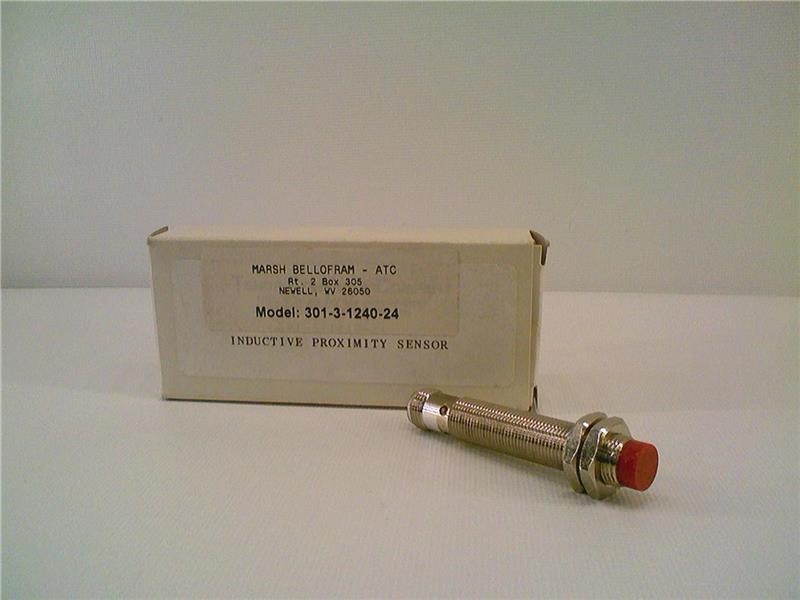 MARSH BELLOFRAM - ATC
Rt. 2 Box 305
NEWELL, WV 26050
Model: 301-3-1240-24
INDUCTIVE PROXIMITY SENSOR